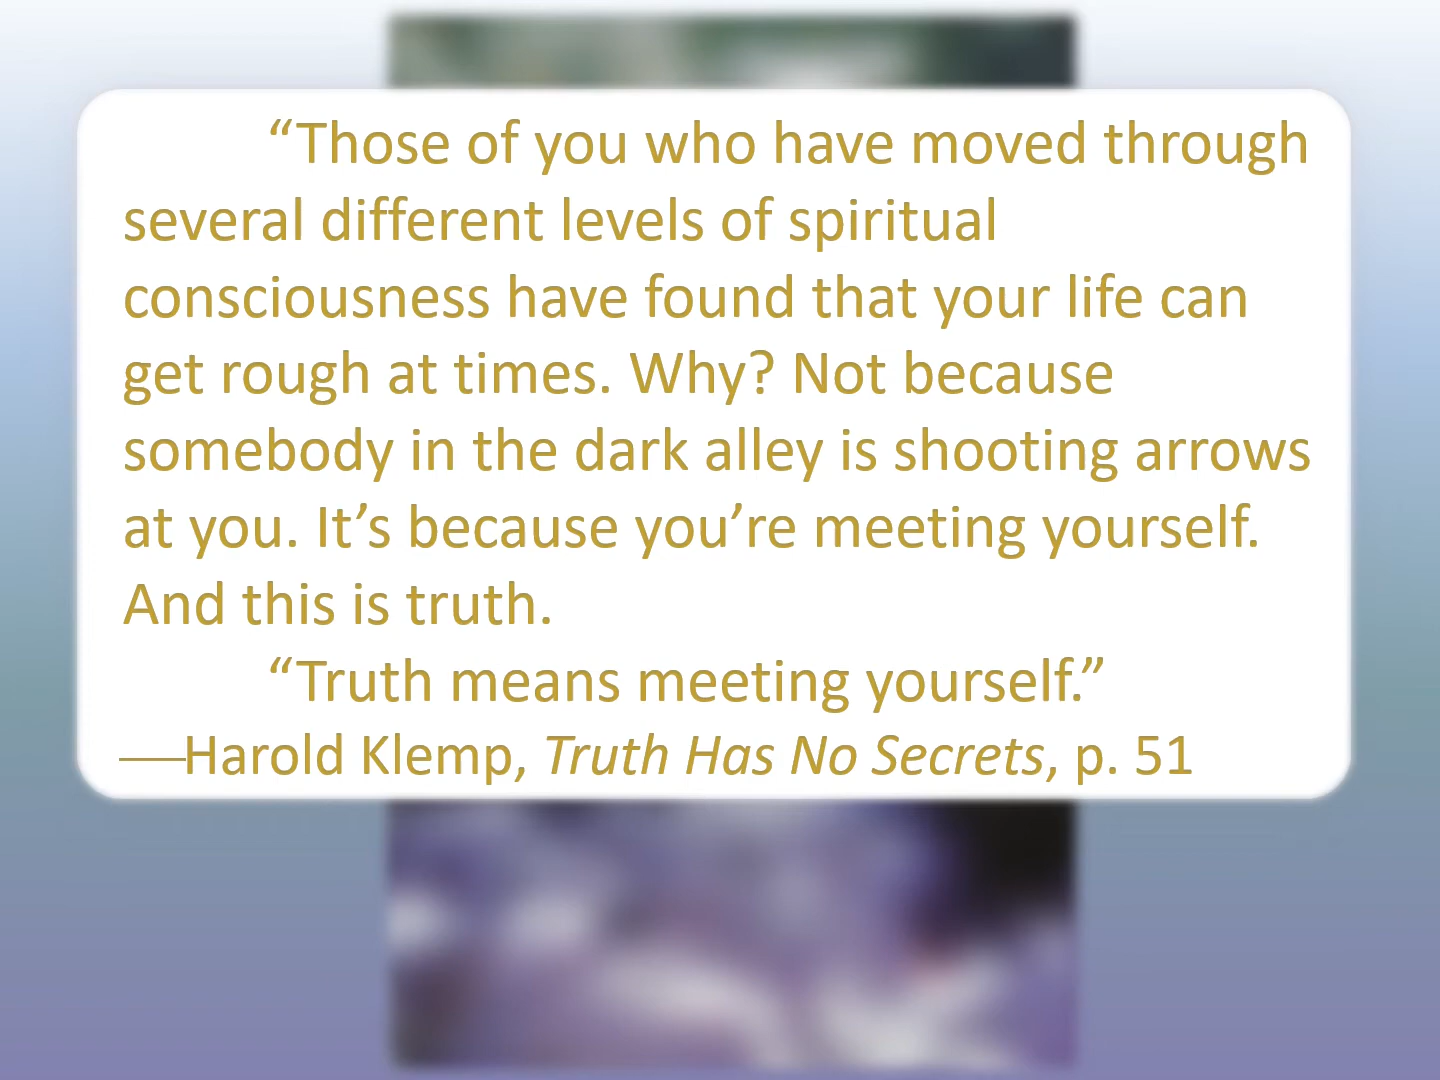 “Those of you who have moved through
several different levels of spiritual
consciousness have found that your life can
get rough at times. Why? Not because
somebody in the dark alley is shooting arrows
at you. It’s because you’re meeting yourself.
And this is truth.
“Truth means meeting yourself.”
—Harold Klemp, Truth Has No Secrets, p. 51